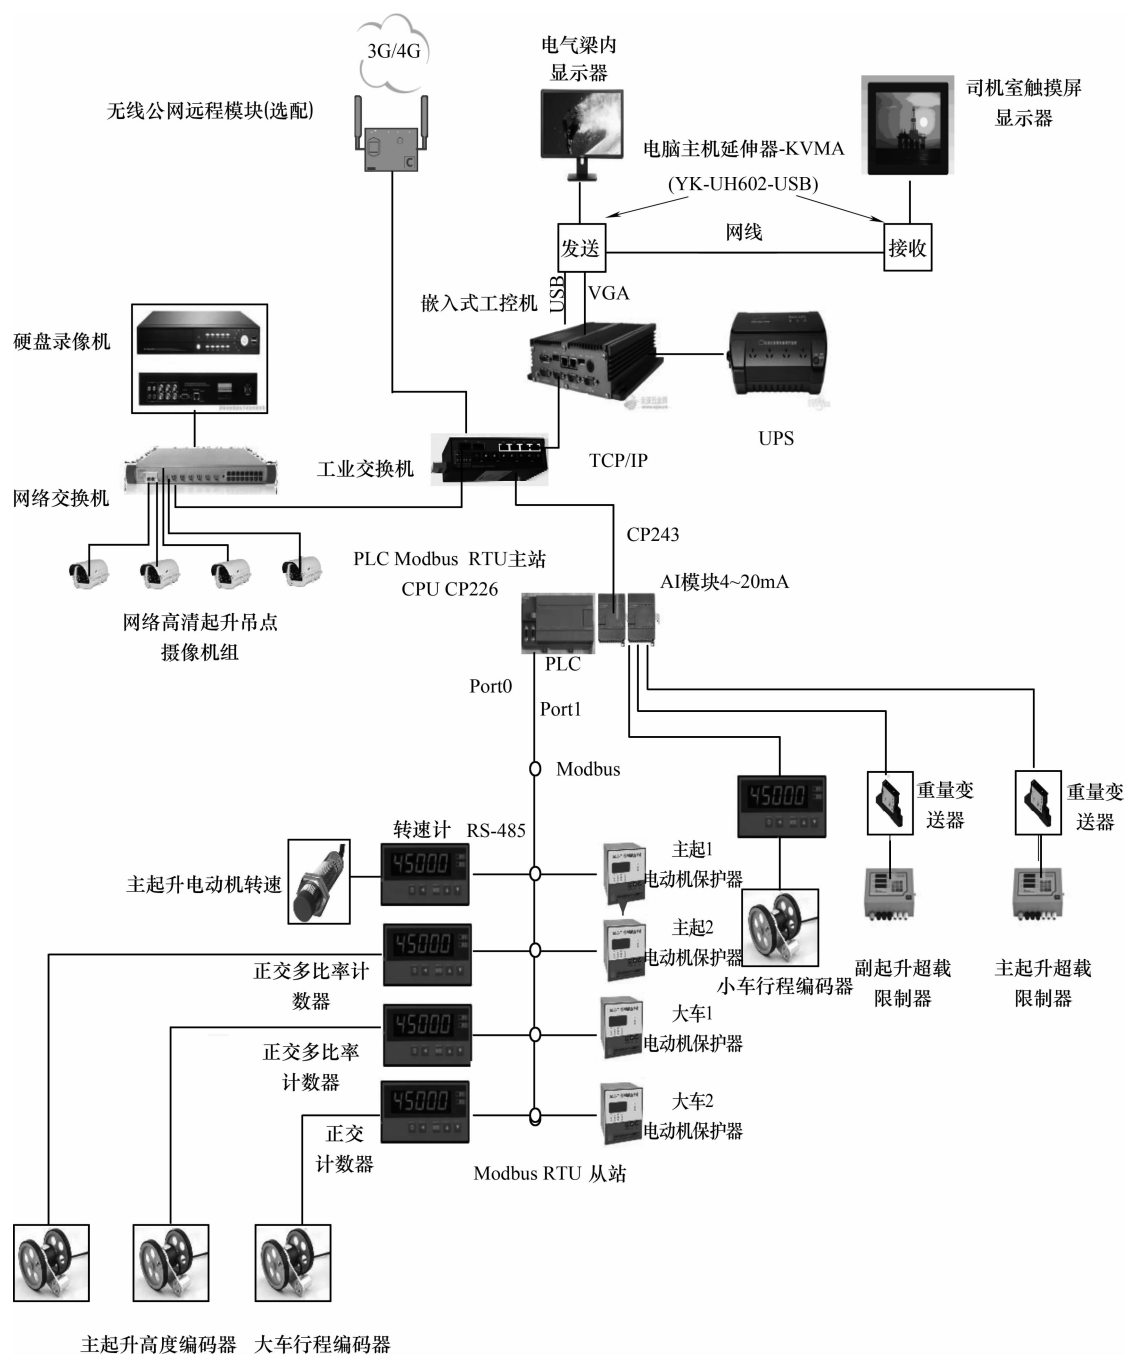 3G/4G
无线公网远程模块(选配)
电气梁内
显示器
司机室触摸屏
显示器
电脑主机延伸器-KVMA
(YK-UH602-USB)
发送
网线
接收
USB
VGA
嵌入式工控机
硬盘录像机
UPS
工业交换机
TCP/IP
网络交换机
CP243
PLC Modbus RTU主站
CPU CP226
AI模块4~20mA
网络高清起升吊点
摄像机组
PLC
Port0
Port1
Modbus
转速计
RS-485
45000
主起升电动机转速
45000
主起1
电动机保护器
重量变
送器
重量变
送器
45000
主起2
电动机保护器
正交多比率计
数器
小车行程编码器
副起升超载
限制器
主起升超载
限制器
45000
大车1
电动机保护器
正交多比率
计数器
45000
大车2
电动机保护器
正交
计数器
Modbus RTU 从站
主起升高度编码器
大车行程编码器